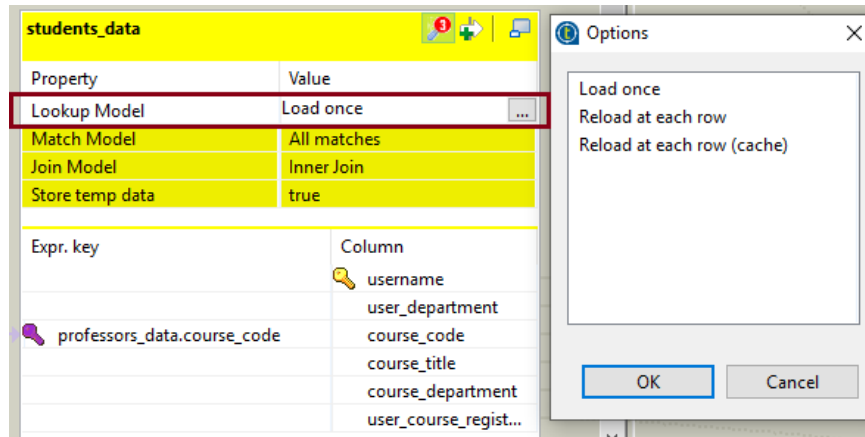 students_data
3
Property Value
Lookup Model Load once ...
Match Model All matches
Join Model Inner Join
Store temp data true
Expr. key Column
username
user_department
professors_data.course_code course_code
course_title
course_department
user_course_regist...
t Options
Load once
Reload at each row
Reload at each row (cache)
OK Cancel